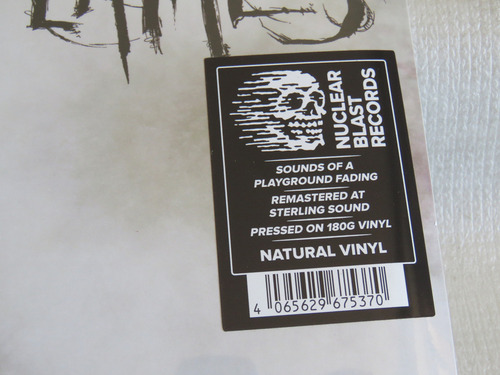 NUCLEAR
BLAST
RECORDS
SOUNDS OF A
PLAYGROUND FADING
REMASTERED AT
STERLING SOUND
PRESSED ON 180G VINYL
NATURAL VINYL
4 065629 675370